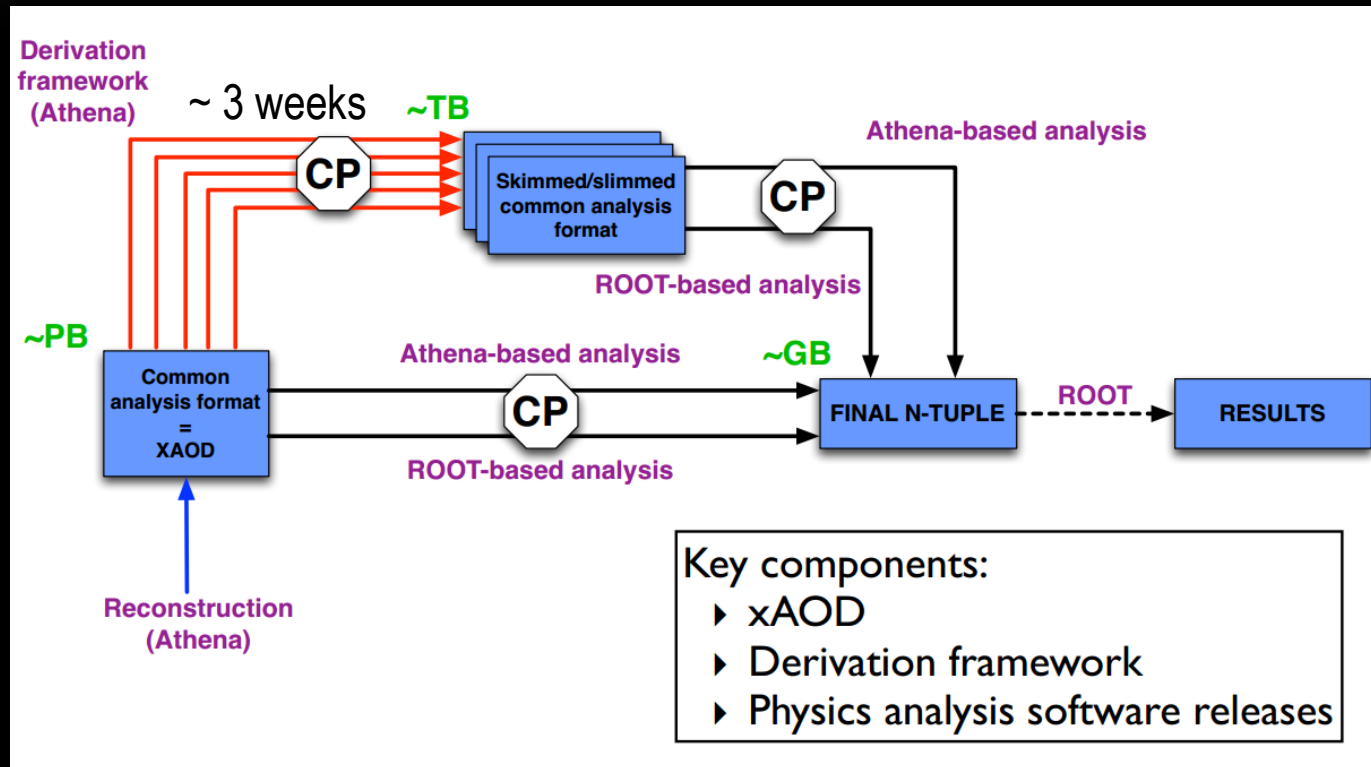 Derivation
framework
(Athena)
~ 3 weeks
~TB
CP
Skimmed/slimmed
common analysis
format
CP
Athena-based analysis
ROOT-based analysis
~PB
Common
analysis format
=
XAOD
Athena-based analysis
CP
ROOT-based analysis
~GB
FINAL N-TUPLE
ROOT
RESULTS
Reconstruction
(Athena)
Key components:
‣ xAOD
‣ Derivation framework
‣ Physics analysis software releases